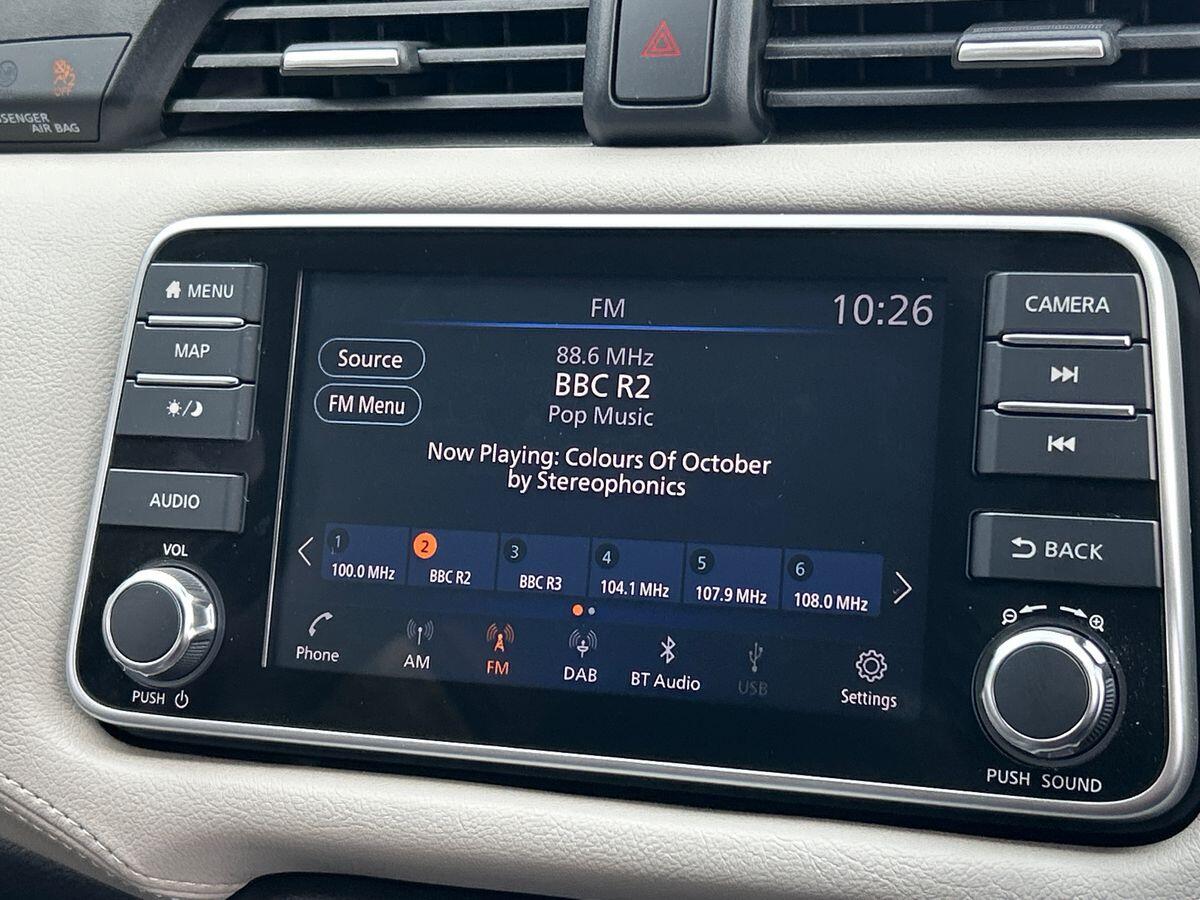 SSENGER
AIR BAG
MENU
MAP
AUDIO
VOL
PUSH
FM
10:26
Source
FM Menu
88.6 MHz
BBC R2
Pop Music
Now Playing: Colours Of October
by Stereophonics
1
100.0 MHz
2
BBC R2
3
BBC R3
4
104.1 MHz
5
107.9 MHz
6
108.0 MHz
Phone
AM
FM
DAB
BT Audio
USB
Settings
CAMERA
BACK
PUSH SOUND